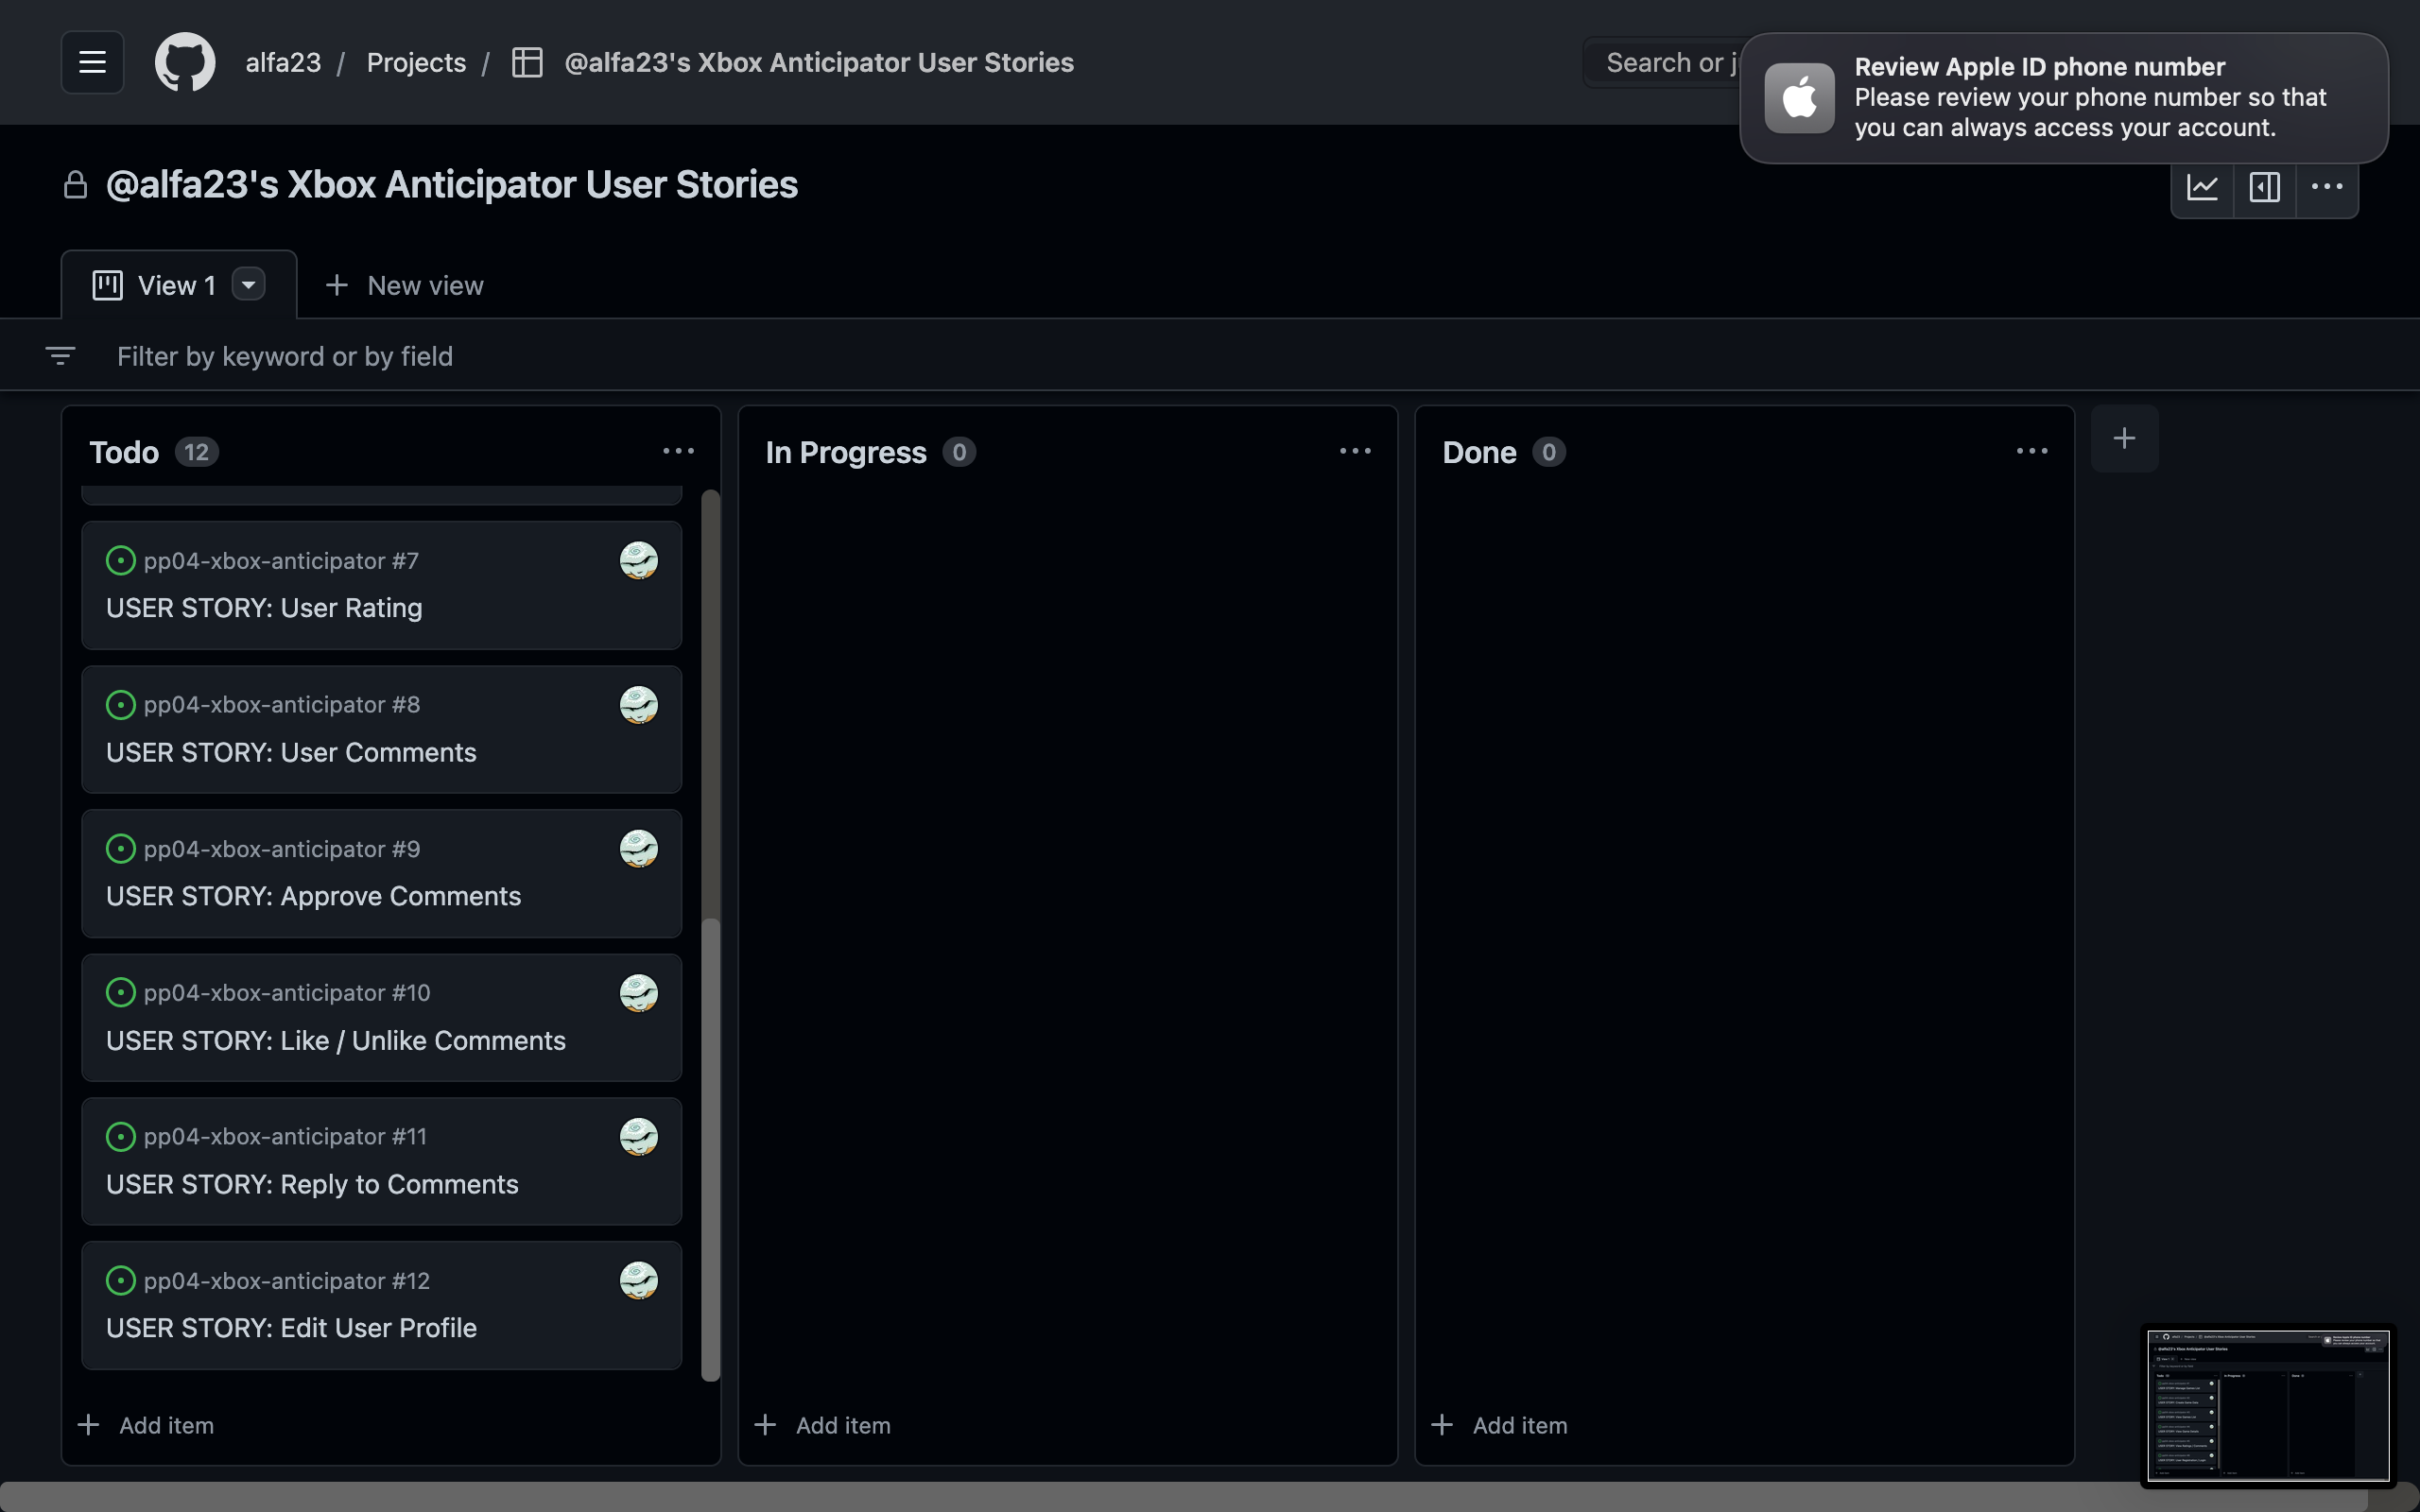 alfa23 / Projects / @alfa23's Xbox Anticipator User Stories
Search or
Review Apple ID phone number
Please review your phone number so that
you can always access your account.
@alfa23's Xbox Anticipator User Stories
View 1
New view
Filter by keyword or by field
Todo 12
pp04-xbox-anticipator #7
USER STORY: User Rating
pp04-xbox-anticipator #8
USER STORY: User Comments
pp04-xbox-anticipator #9
USER STORY: Approve Comments
pp04-xbox-anticipator #10
USER STORY: Like / Unlike Comments
pp04-xbox-anticipator #11
USER STORY: Reply to Comments
pp04-xbox-anticipator #12
USER STORY: Edit User Profile
Add item
In Progress 0
Add item
Done 0
Add item